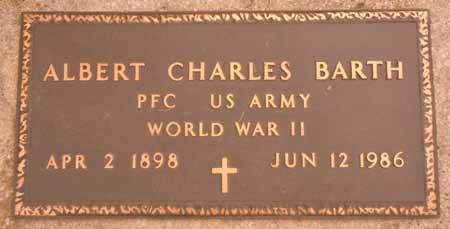 ALBERT CHARLES BARTH
PFC US ARMY
WORLD WAR II
APR 2 1898 JUN 12 1986